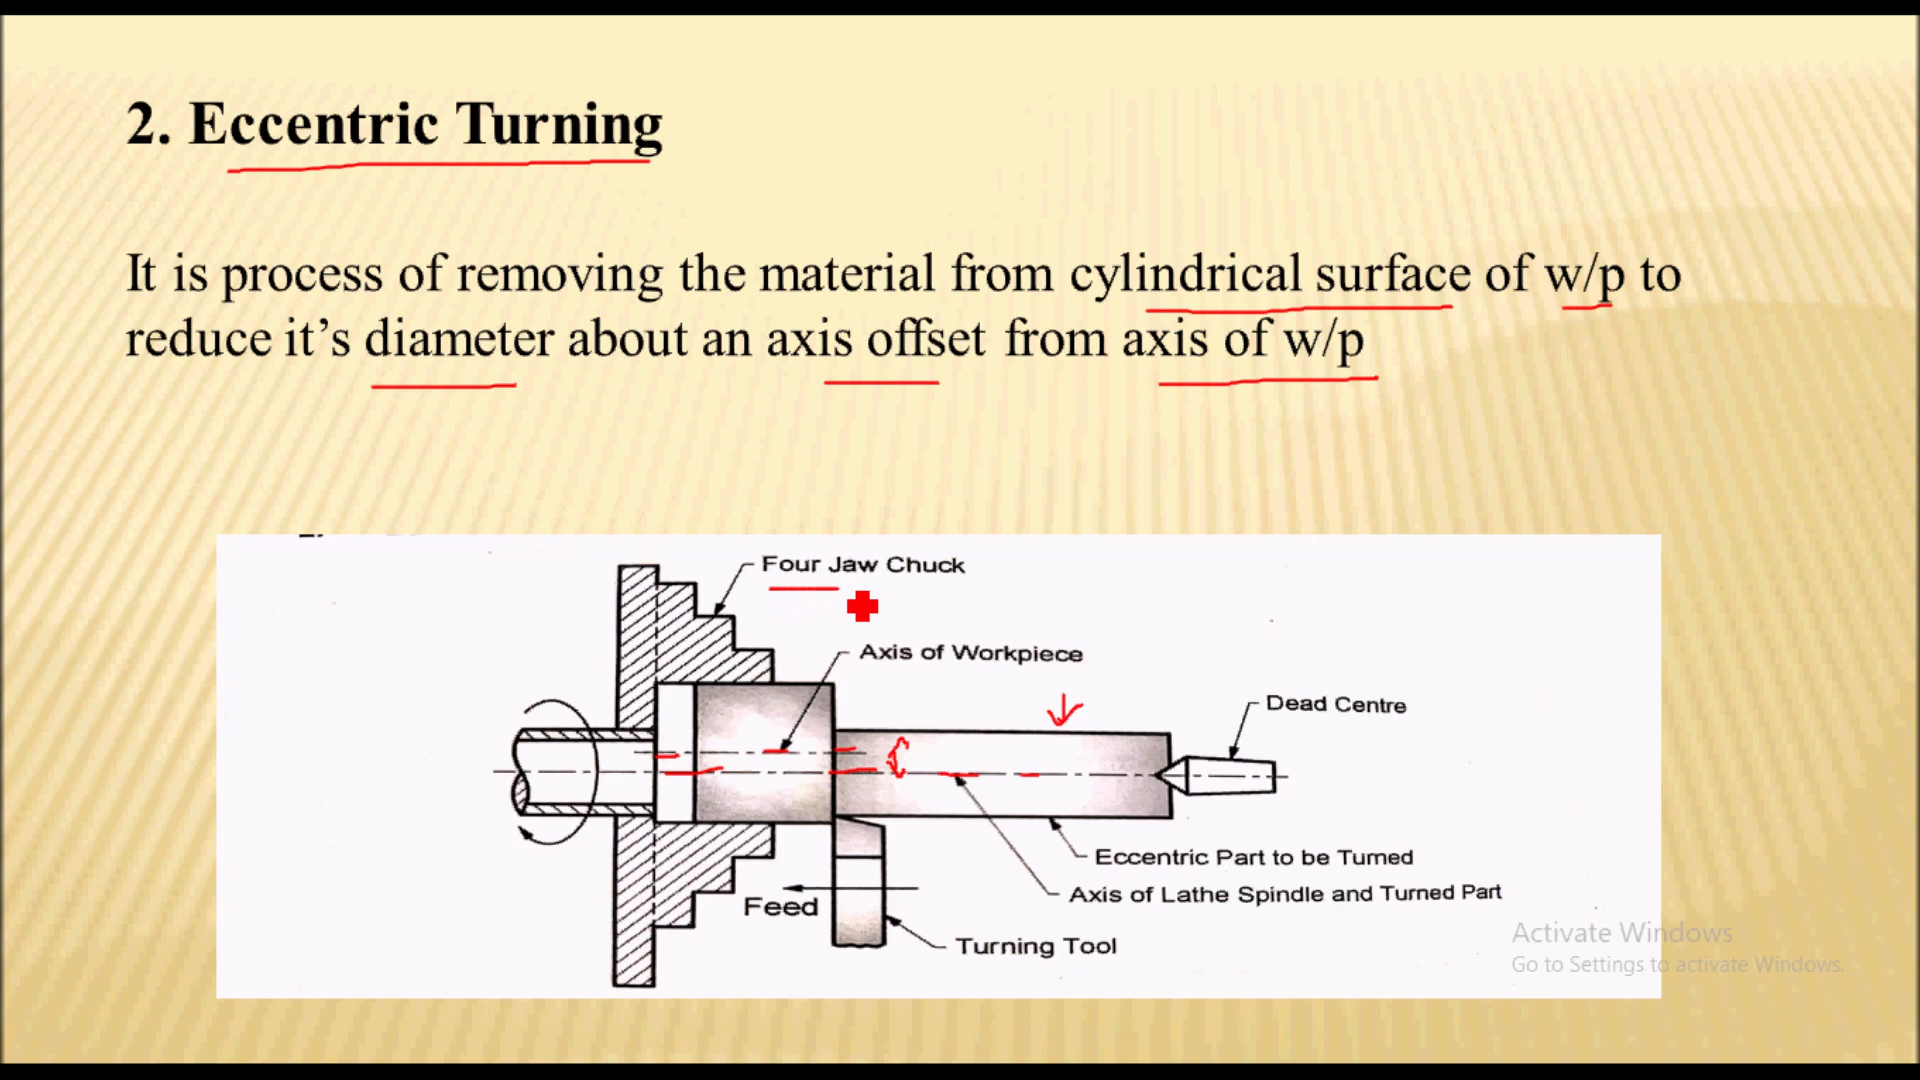 2. Eccentric Turning
It is process of removing the material from cylindrical surface of w/p to
reduce it’s diameter about an axis offset from axis of w/p
Four Jaw Chuck
Axis of Workpiece
Dead Centre
Eccentric Part to be Turned
Axis of Lathe Spindle and Turned Part
Feed
Turning Tool
Activate Windows
Go to Settings to activate Windows.